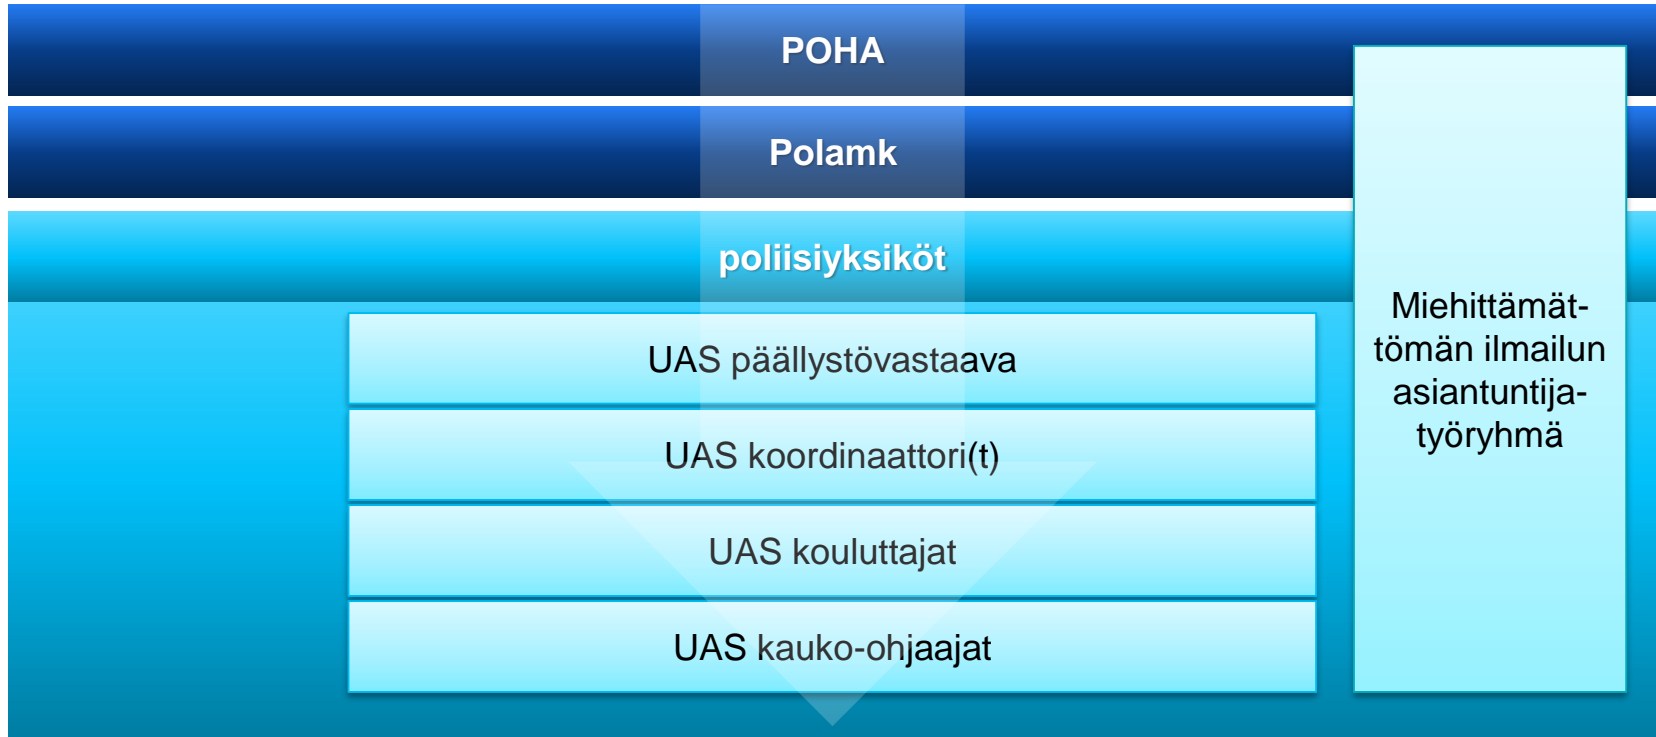 POHA
Polamk
poliisiyksiköt
UAS päällystövastaava
UAS koordinaattori(t)
UAS kouluttajat
UAS kauko-ohjaajat
Miehittämät-
tömän ilmailun
asiantuntija-
työryhmä